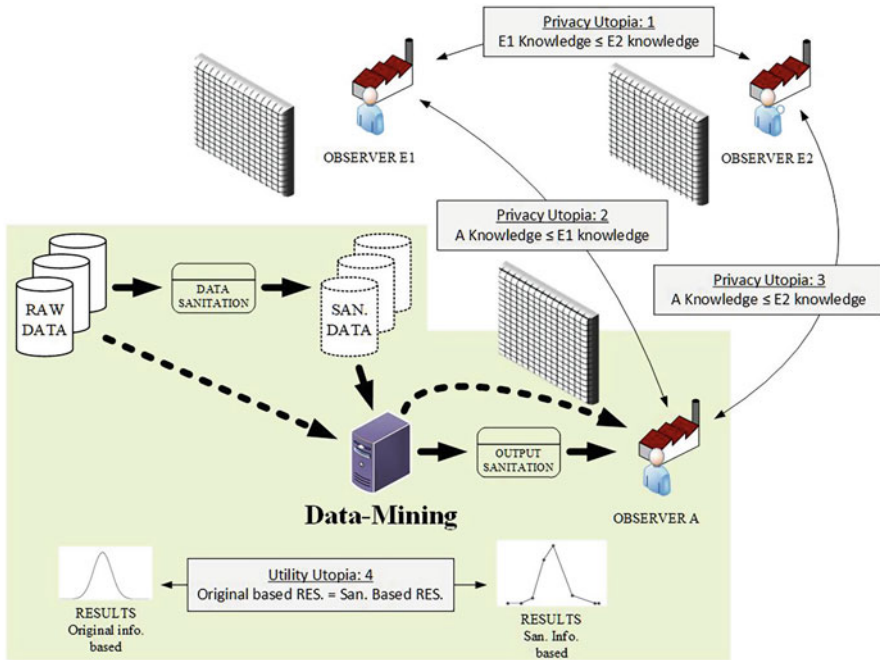 Privacy Utopia: 1
E1 Knowledge ≤ E2 knowledge
OBSERVER E1
OBSERVER E2
Privacy Utopia: 2
A Knowledge ≤ E1 knowledge
Privacy Utopia: 3
A Knowledge ≤ E2 knowledge
RAW
DATA
DATA
SANITATION
SAN.
DATA
OUTPUT
SANITATION
Data-Mining
OBSERVER A
Utility Utopia: 4
Original based RES. = San. Based RES.
RESULTS
Original info.
based
RESULTS
San. Info.
based